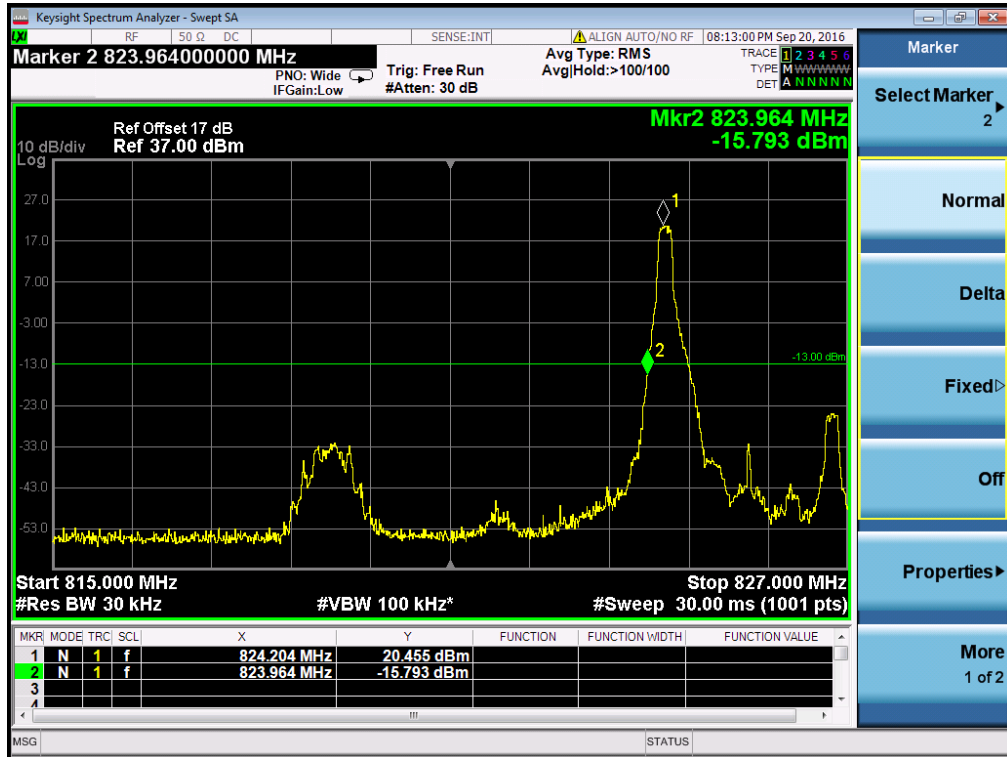 Keysight Spectrum Analyzer - Swept SA
LXI RF 50 Ω DC SENSE:INT ALIGN AUTO/NO RF 08:13:00 PM Sep 20, 2016
Marker 2 823.964000000 MHz
PNO: Wide
IFGain:Low
Trig: Free Run
#Atten: 30 dB
Avg Type: RMS
Avg|Hold:>100/100
TRACE 1 2 3 4 5 6
TYPE M WWWWW
DET A N N N N N
Mkr2 823.964 MHz
-15.793 dBm
Ref Offset 17 dB
10 dB/div Ref 37.00 dBm
Log
27.0
17.0
7.00
-3.00
-13.0
-23.0
-33.0
-43.0
-53.0
1
2
-13.00 dBm
Start 815.000 MHz Stop 827.000 MHz
#Res BW 30 kHz #VBW 100 kHz* #Sweep 30.00 ms (1001 pts)
MKR MODE TRC SCL X Y FUNCTION FUNCTION WIDTH FUNCTION VALUE
1 N 1 f 824.204 MHz 20.455 dBm
2 N 1 f 823.964 MHz -15.793 dBm
3
4
MSG STATUS
Marker
Select Marker
2
Normal
Delta
Fixed
Off
Properties
More
1 of 2